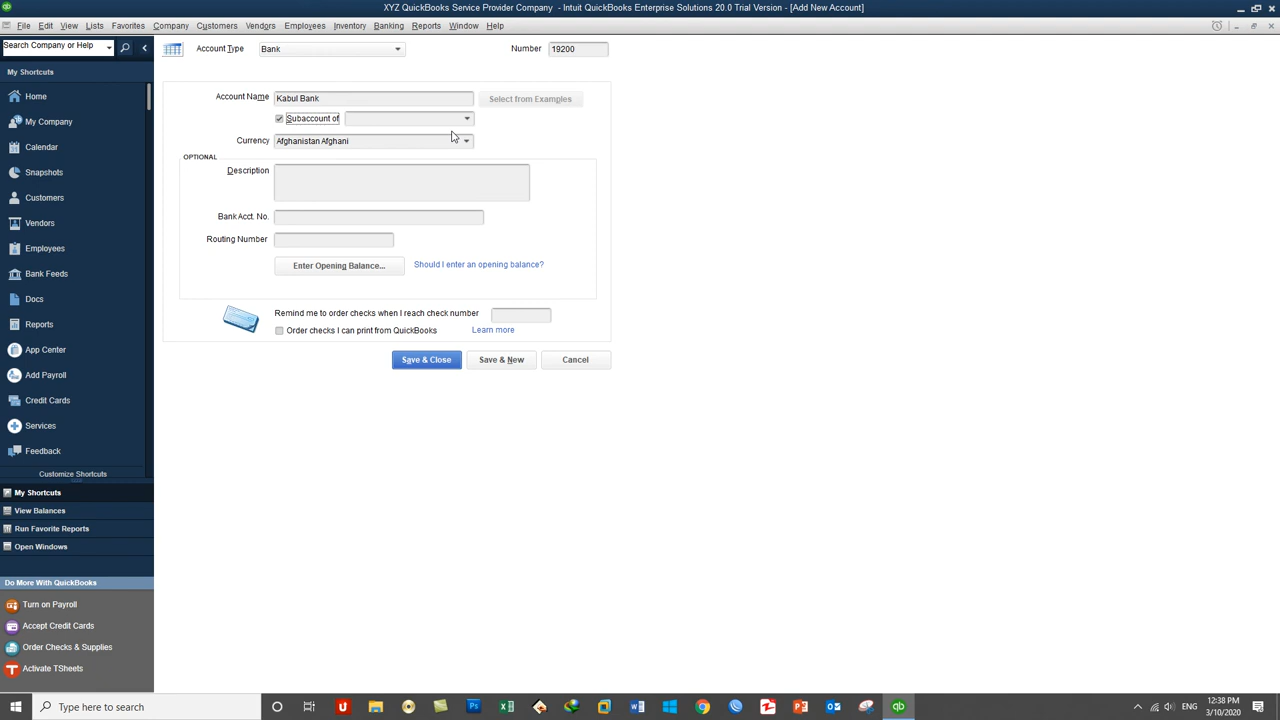 XYZ QuickBooks Service Provider Company - Intuit QuickBooks Enterprise Solutions 20.0 Trial Version - [Add New Account]
File Edit View Lists Favorites Company Customers Vendors Employees Inventory Banking Reports Window Help
Search Company or Help
My Shortcuts
Home
My Company
Calendar
Snapshots
Customers
Vendors
Employees
Bank Feeds
Docs
Reports
App Center
Add Payroll
Credit Cards
Services
Feedback
Customize Shortcuts
My Shortcuts
View Balances
Run Favorite Reports
Open Windows
Do More With QuickBooks
Turn on Payroll
Accept Credit Cards
Order Checks & Supplies
Activate TSheets
Account Type Bank Number 19200
Account Name Kabul Bank Select from Examples
Subaccount of
Currency Afghanistan Afghani
OPTIONAL
Description
Bank Acct. No.
Routing Number
Enter Opening Balance... Should I enter an opening balance?
Remind me to order checks when I reach check number
Order checks I can print from QuickBooks Learn more
Save & Close Save & New Cancel
Type here to search
ENG
12:38 PM
3/10/2020